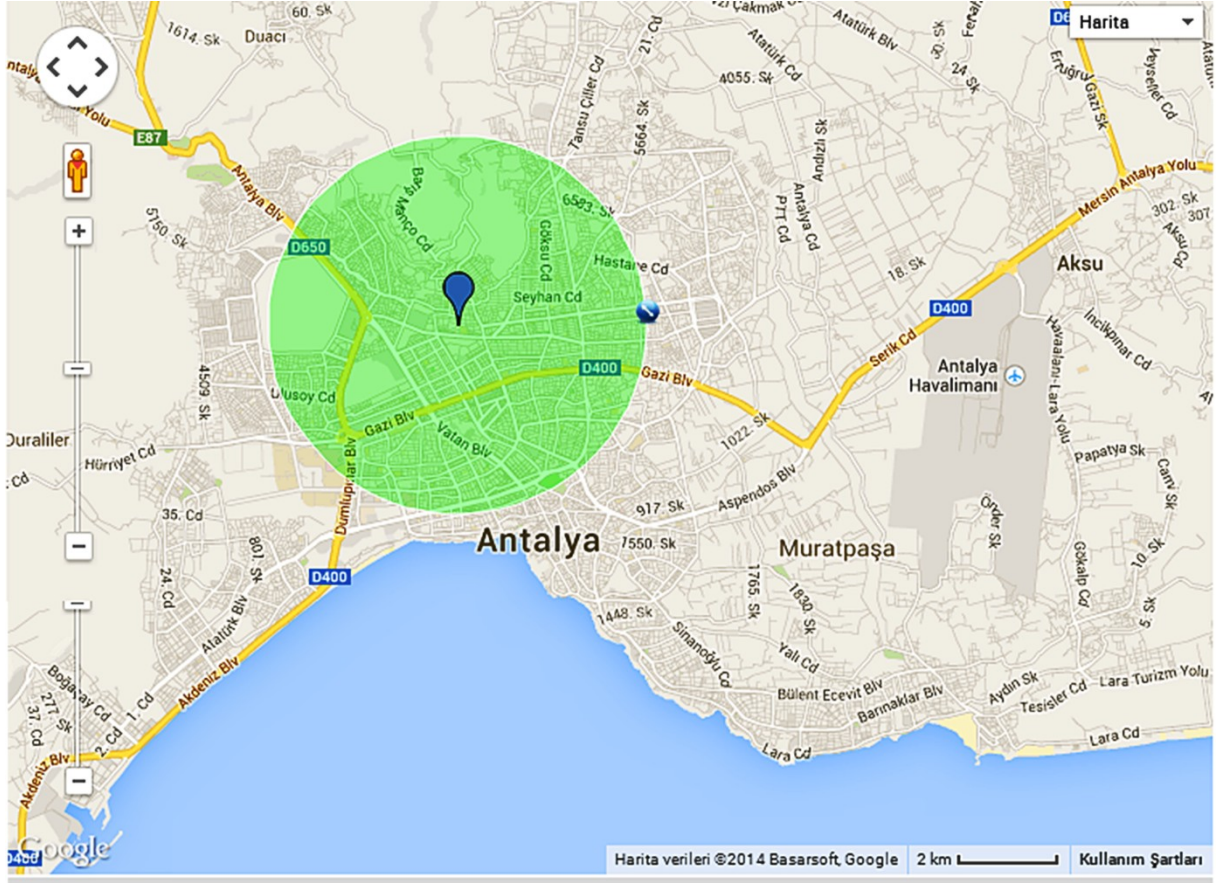 60. Sk
1614. Sk
Duacı
21. Cd
Atatürk Blv
30. Sk
Harita
Atatürk Cd
4055. Sk
24. Sk
Ertuğrul Gazi Sk
Veyseller Cd
Yolu
E87
Tansu Çiller Cd
5664. Sk
Andızlı Sk
Mersin Antalya Yolu
Antalya Blv
Barış Manço Cd
6583. Sk
PTT Cd
Antalya Cd
302. Sk
307
5150. Sk
D650
Göksu Cd
Hastane Cd
18. Sk
Aksu
Aksu Cd
Seyhan Cd
D400
İncikpınar Cd
Serik Cd
Havaalanı-Lara Yolu
4509. Sk
Ulusoy Cd
D400
Gazi Blv
Antalya
Havalimanı
Gazi Blv
Vatan Blv
1022. Sk
Duraliler
Hürriyet Cd
Papatya Sk
Cami Sk
Cd
Dumlupınar Blv
Aspendos Blv
35. Cd
917. Sk
Önder Sk
Antalya
1550. Sk
Muratpaşa
801. Sk
24. Cd
D400
1765. Sk
1830. Sk
Gökalp Cd
10. Sk
5. Sk
Atatürk Blv
1448. Sk
Sinanoğlu Cd
Yalı Cd
Akdeniz Blv
Boğaçay Cd
277. Sk
37. Cd
1. Cd
2. Cd
Bülent Ecevit Blv
Barınaklar Blv
Aydın Sk
Tesisler Cd
Lara Turizm Yolu
Lara Cd
Lara Cd
Akdeniz Blv
D400
Google
Harita verileri ©2014 Basarsoft, Google
2 km
Kullanım Şartları